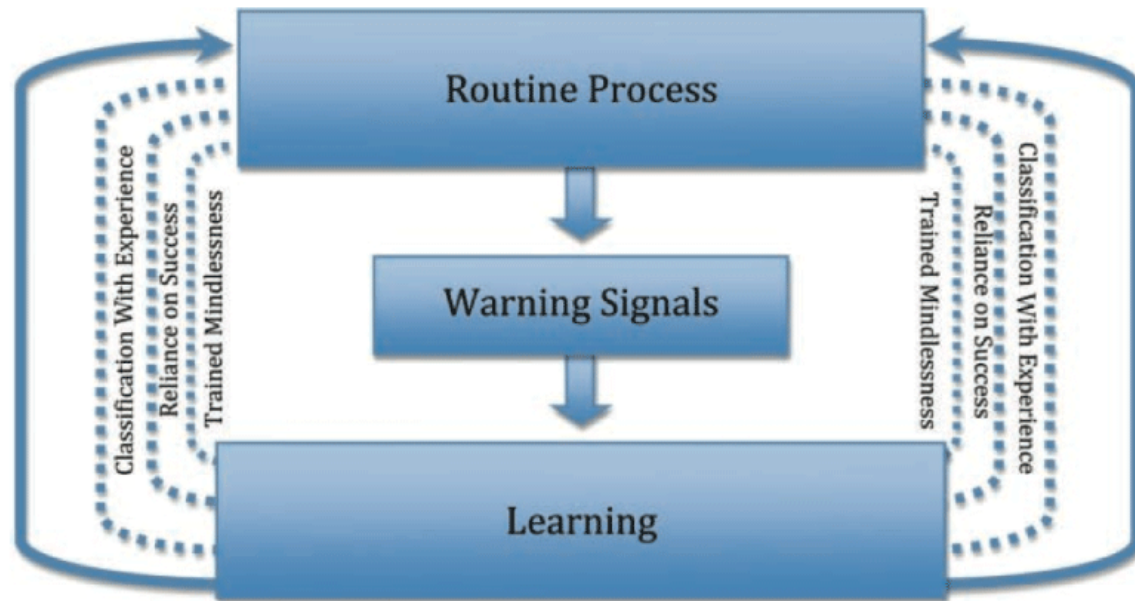 Routine Process
Classification With Experience
Reliance on Success
Trained Mindlessness
Warning Signals
Trained Mindlessness
Reliance on Success
Classification With Experience
Learning